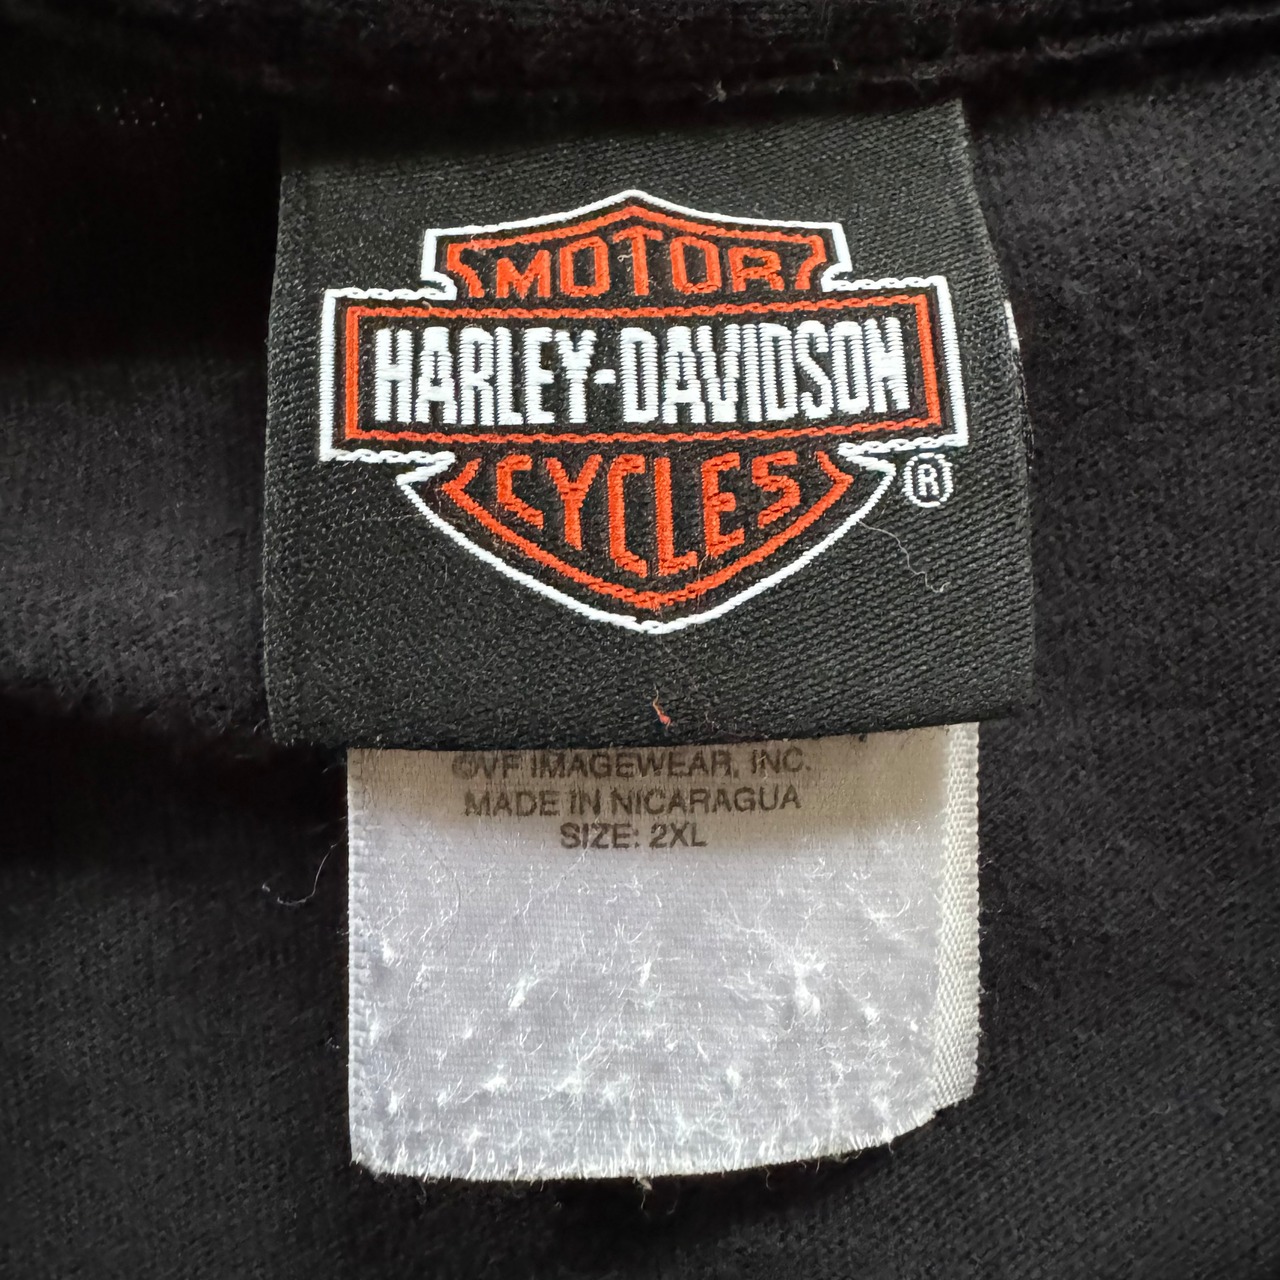 MOTOR
HARLEY-DAVIDSON
CYCLES
®
©VF IMAGEWEAR, INC.
MADE IN NICARAGUA
SIZE: 2XL